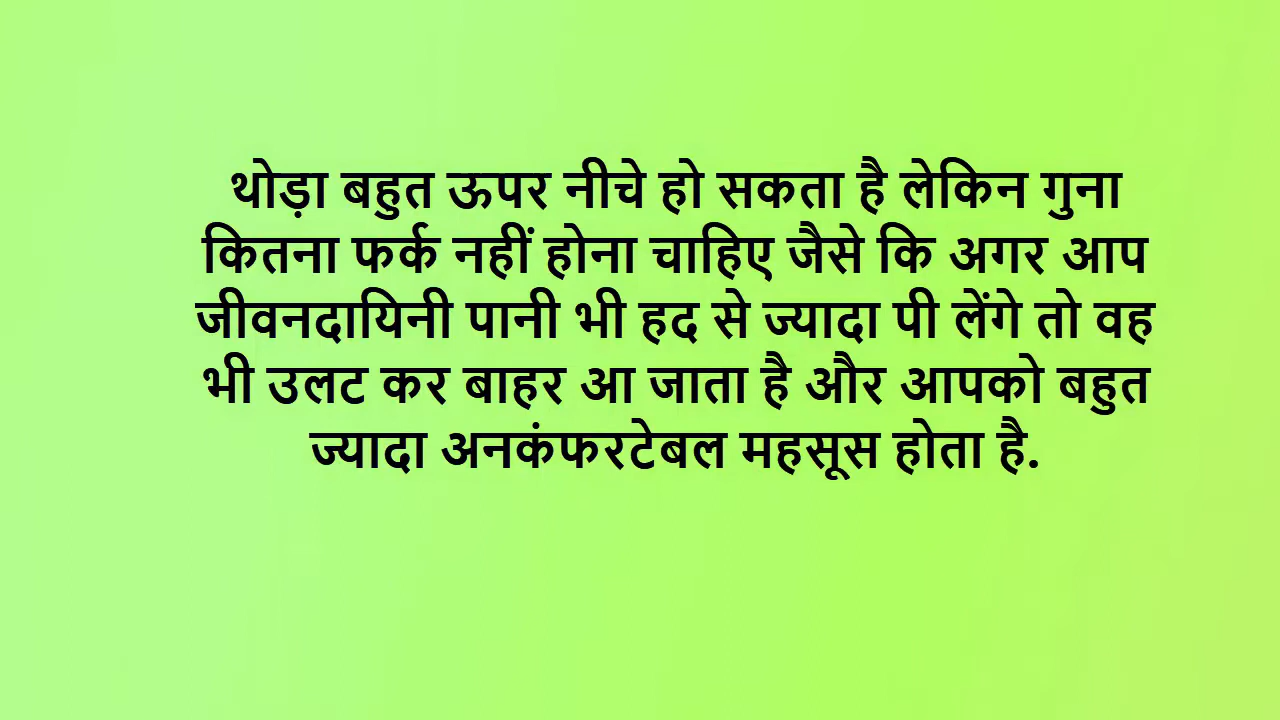 थोड़ा बहुत ऊपर नीचे हो सकता है लेकिन गुना
कितना फर्क नहीं होना चाहिए जैसे कि अगर आप
जीवनदायिनी पानी भी हद से ज्यादा पी लेंगे तो वह
भी उलट कर बाहर आ जाता है और आपको बहुत
ज्यादा अनकंफरटेबल महसूस होता है.